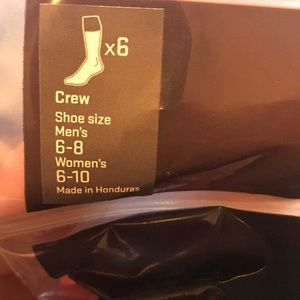 x6
Crew
Shoe size
Men's
6-8
Women's
6-10
Made in Honduras